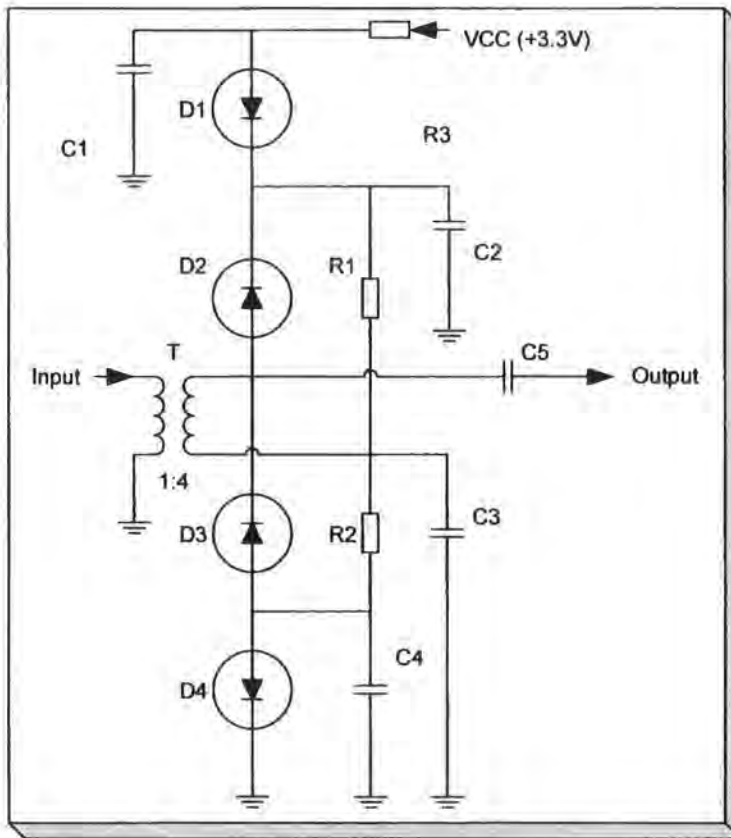 VCC (+3.3V)
D1
C1
R3
D2
R1
C2
T
C5
Input
Output
1:4
D3
R2
C3
D4
C4